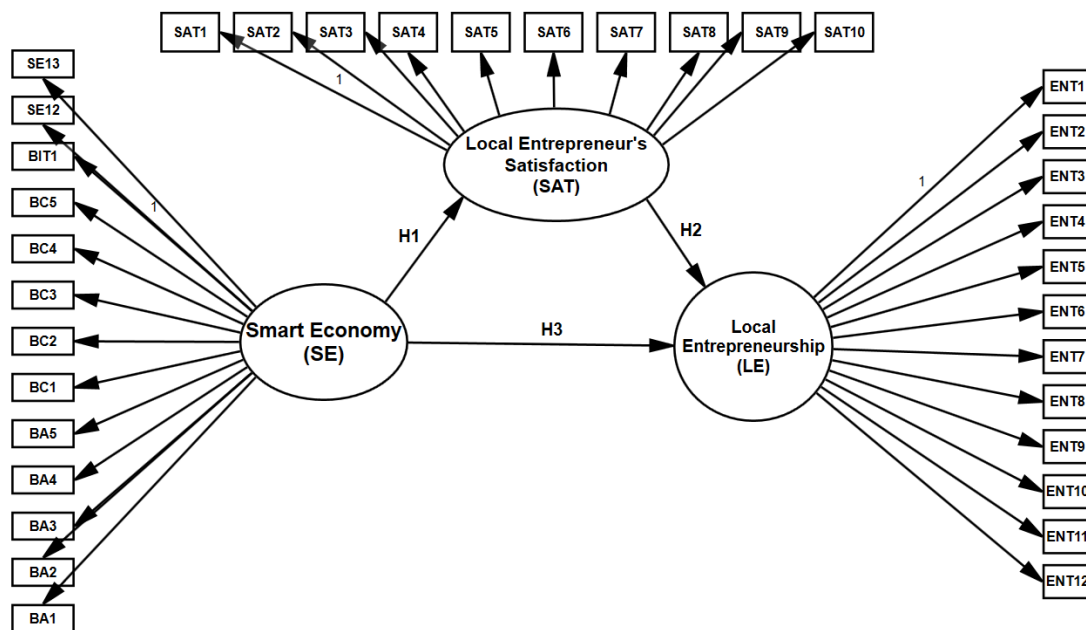 SAT1
SAT2
SAT3
SAT4
SAT5
SAT6
SAT7
SAT8
SAT9
SAT10
SE13
SE12
BIT1
BC5
BC4
BC3
BC2
BC1
BA5
BA4
BA3
BA2
BA1
1
1
1
Local Entrepreneur's
Satisfaction
(SAT)
H1
H2
H3
Smart Economy
(SE)
Local
Entrepreneurship
(LE)
ENT1
ENT2
ENT3
ENT4
ENT5
ENT6
ENT7
ENT8
ENT9
ENT10
ENT11
ENT12